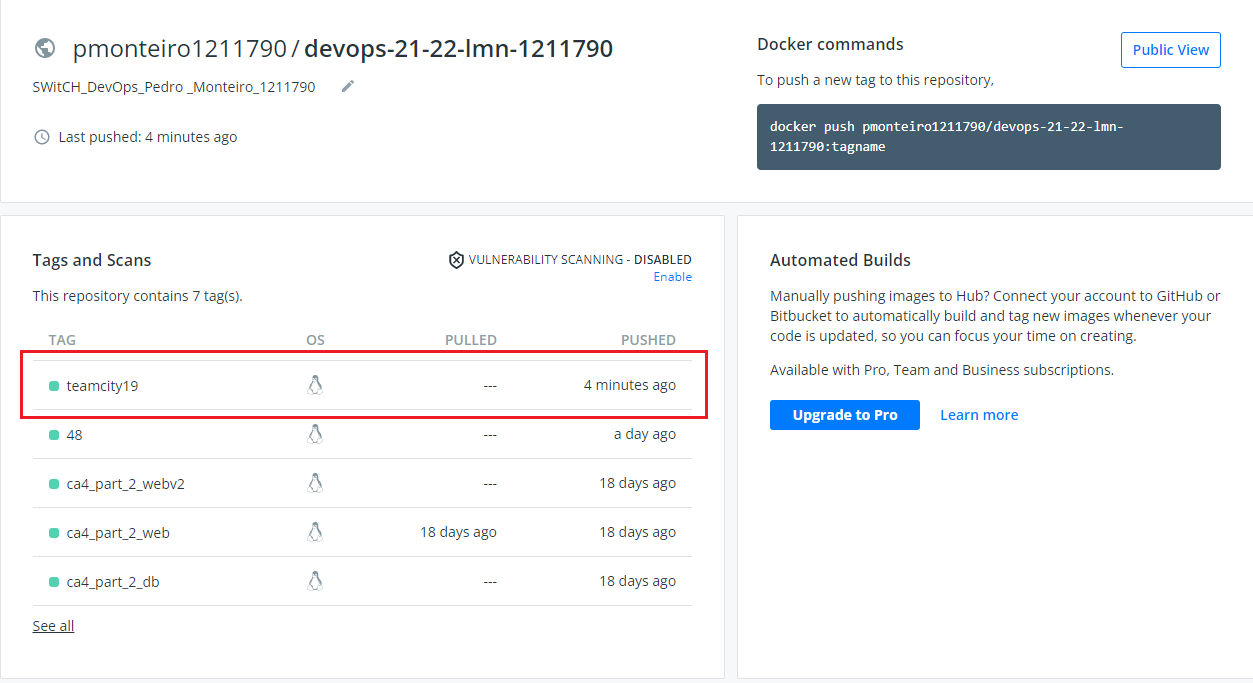 pmonteiro1211790 / devops-21-22-lmn-1211790
SWitCH_DevOps_Pedro _Monteiro_1211790
Last pushed: 4 minutes ago
Docker commands
Public View
To push a new tag to this repository,
docker push pmonteiro1211790/devops-21-22-lmn-
1211790:tagname
Tags and Scans
VULNERABILITY SCANNING - DISABLED
Enable
This repository contains 7 tag(s).
TAG OS PULLED PUSHED
teamcity19 --- 4 minutes ago
48 --- a day ago
ca4_part_2_webv2 --- 18 days ago
ca4_part_2_web 18 days ago 18 days ago
ca4_part_2_db --- 18 days ago
See all
Automated Builds
Manually pushing images to Hub? Connect your account to GitHub or
Bitbucket to automatically build and tag new images whenever your
code is updated, so you can focus your time on creating.
Available with Pro, Team and Business subscriptions.
Upgrade to Pro Learn more